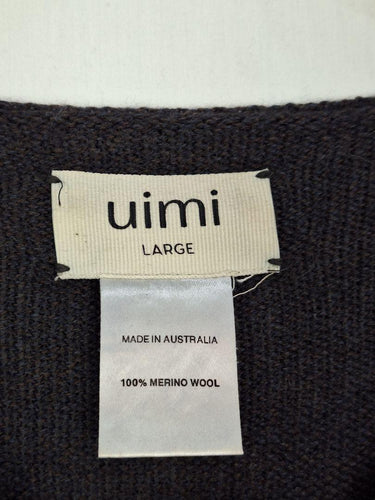 uimi
LARGE
MADE IN AUSTRALIA
100% MERINO WOOL